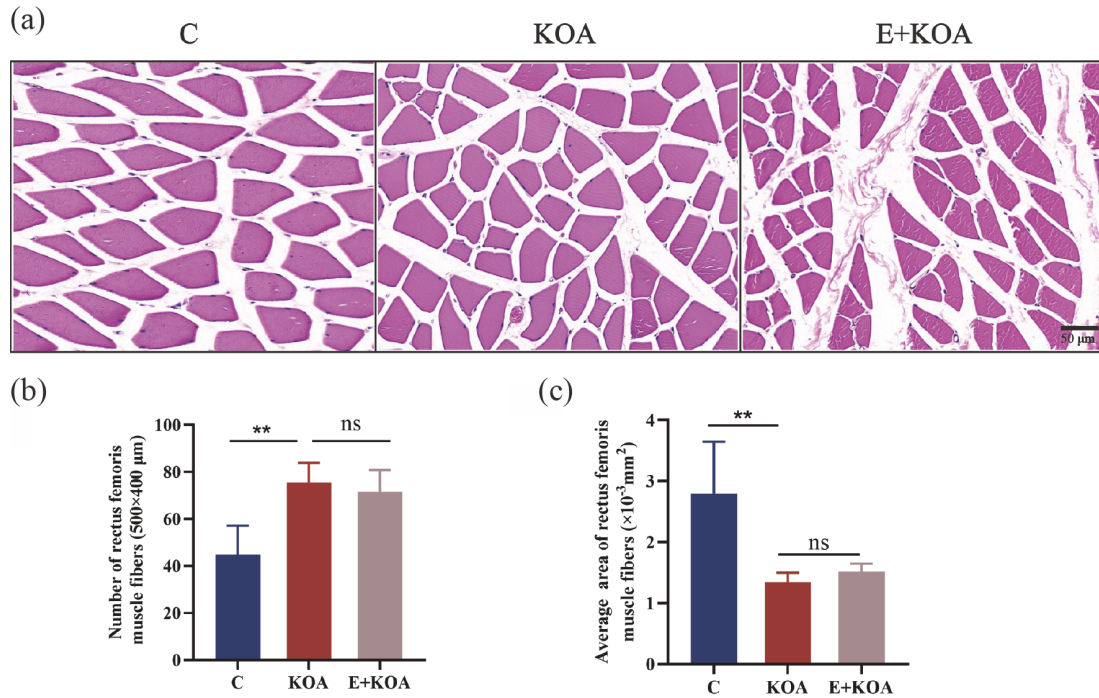 (a)
C KOA E+KOA
50 μm
(b)
Number of rectus femoris
muscle fibers (500×400 μm)
100
80
60
40
20
0
** ns
C KOA E+KOA
(c)
Average area of rectus femoris
muscle fibers (×10⁻³mm²)
4
3
2
1
0
**
ns
C KOA E+KOA